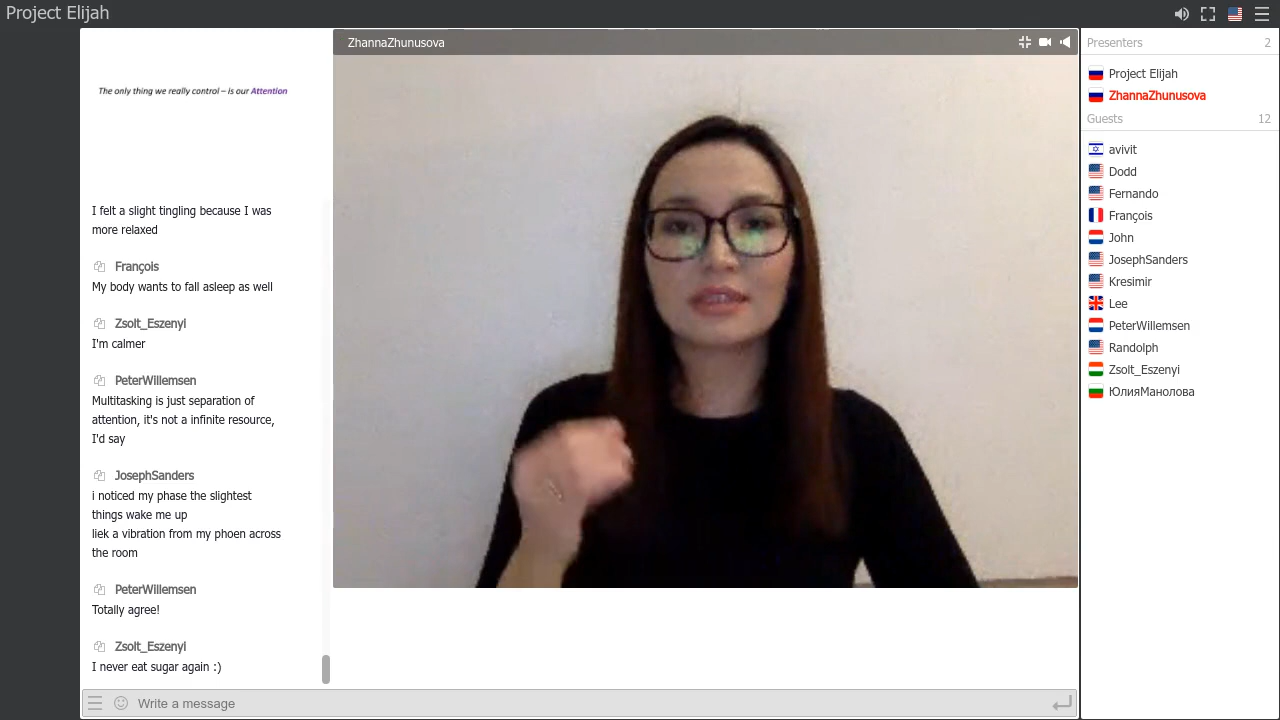 Project Elijah
The only thing we really control – is our Attention
I felt a slight tingling because I was
more relaxed
François
My body wants to fall asleep as well
Zsolt_Eszenyl
I'm calmer
PeterWillemsen
Multitasking is just separation of
attention, it's not a infinite resource,
I'd say
JosephSanders
i noticed my phase the slightest
things wake me up
liek a vibration from my phoen across
the room
PeterWillemsen
Totally agree!
Zsolt_Eszenyl
I never eat sugar again :)
Write a message
ZhannaZhunusova
Presenters 2
Project Elijah
ZhannaZhunusova
Guests 12
avivit
Dodd
Fernando
François
John
JosephSanders
Kresimir
Lee
PeterWillemsen
Randolph
Zsolt_Eszenyi
ЮлияМанолова